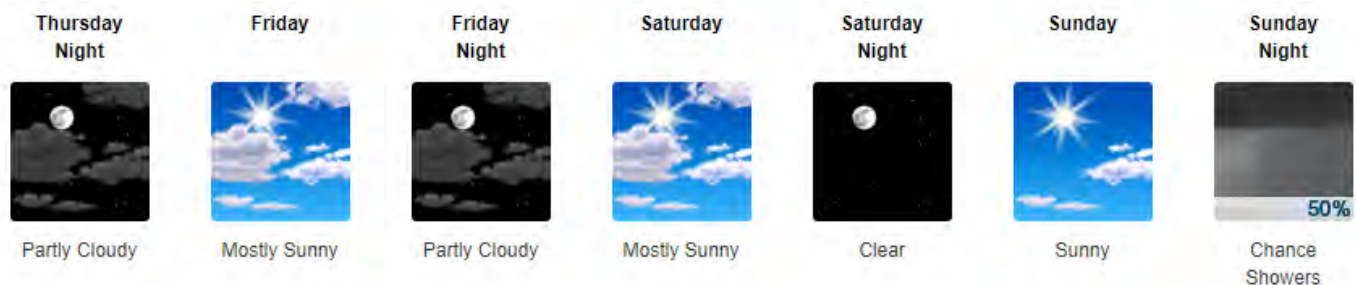 Thursday
Night
Friday
Friday
Night
Saturday
Saturday
Night
Sunday
Sunday
Night
50%
Partly Cloudy
Mostly Sunny
Partly Cloudy
Mostly Sunny
Clear
Sunny
Chance
Showers